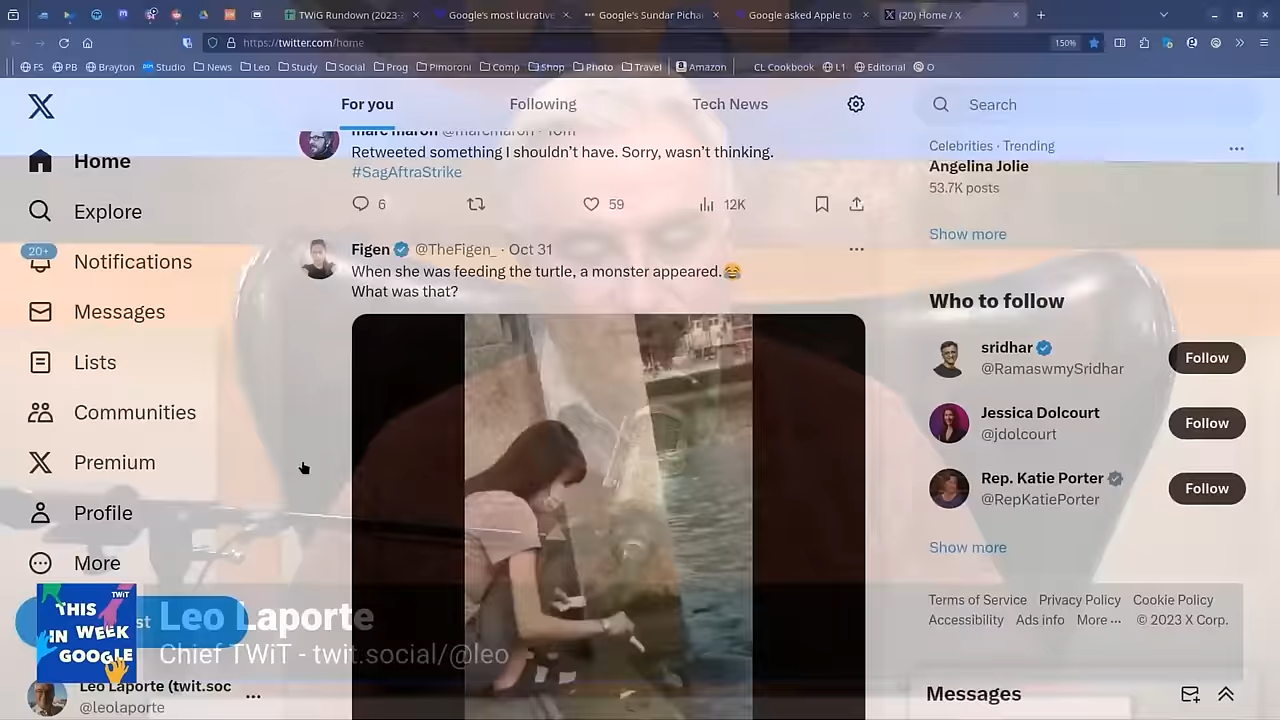 TWiG Rundown (2023-
Google's most lucrative
Google's Sundar Pichai
Google asked Apple to
(20) Home / X
https://twitter.com/home
150%
FS
PB
Brayton
Studio
News
Leo
Study
Social
Prog
Pimoroni
Comp
Shop
Photo
Travel
Amazon
CL Cookbook
L1
Editorial
O
For you
Following
Tech News
Search
Home
Explore
20+
Notifications
Messages
Lists
Communities
Premium
Profile
More
marc maron @marcmaron · 10m
Retweeted something I shouldn't have. Sorry, wasn't thinking.
#SagAftraStrike
6
59
12K
Figen @TheFigen_ · Oct 31
When she was feeding the turtle, a monster appeared.😂
What was that?
Celebrities · Trending
Angelina Jolie
53.7K posts
Show more
Who to follow
sridhar
@RamaswmySridhar
Follow
Jessica Dolcourt
@jdolcourt
Follow
Rep. Katie Porter
@RepKatiePorter
Follow
Show more
Terms of Service Privacy Policy Cookie Policy
Accessibility Ads info More ··· © 2023 X Corp.
Messages
TWiT
THIS
IN WEEK
GOOGLE
st
Leo Laporte
Chief TWiT - twit.social/@leo
Leo Laporte (twit.soc
@leolaporte